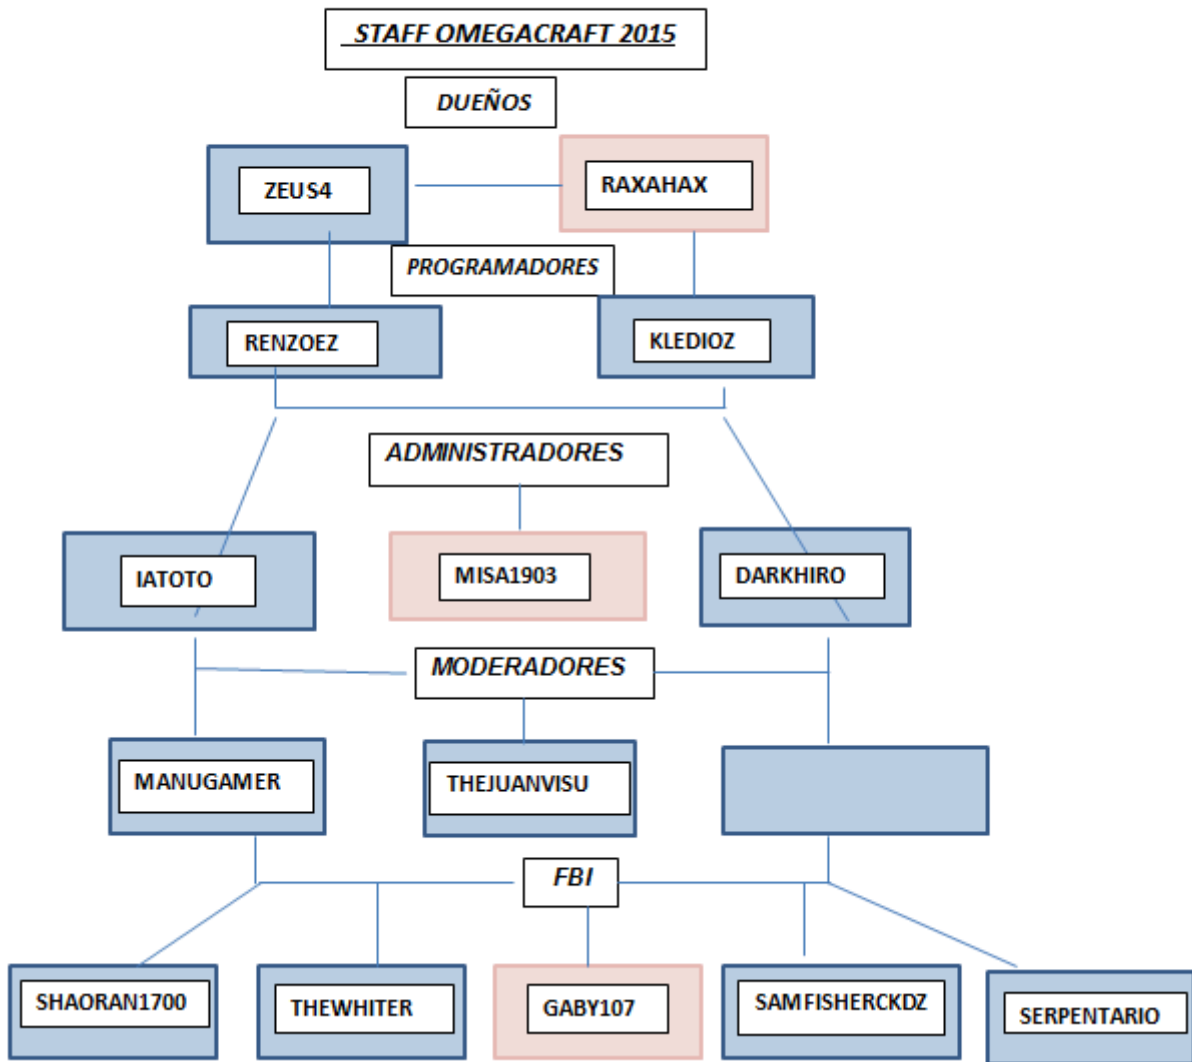 STAFF OMEGACRAFT 2015
DUEÑOS
ZEUS4
RAXAHAX
PROGRAMADORES
RENZOEZ
KLEDIOZ
ADMINISTRADORES
IATOTO
MISA1903
DARKHIRO
MODERADORES
MANUGAMER
THEJUANVISU
FBI
SHAORAN1700
THEWHITER
GABY107
SAMFISHERCKDZ
SERPENTARIO